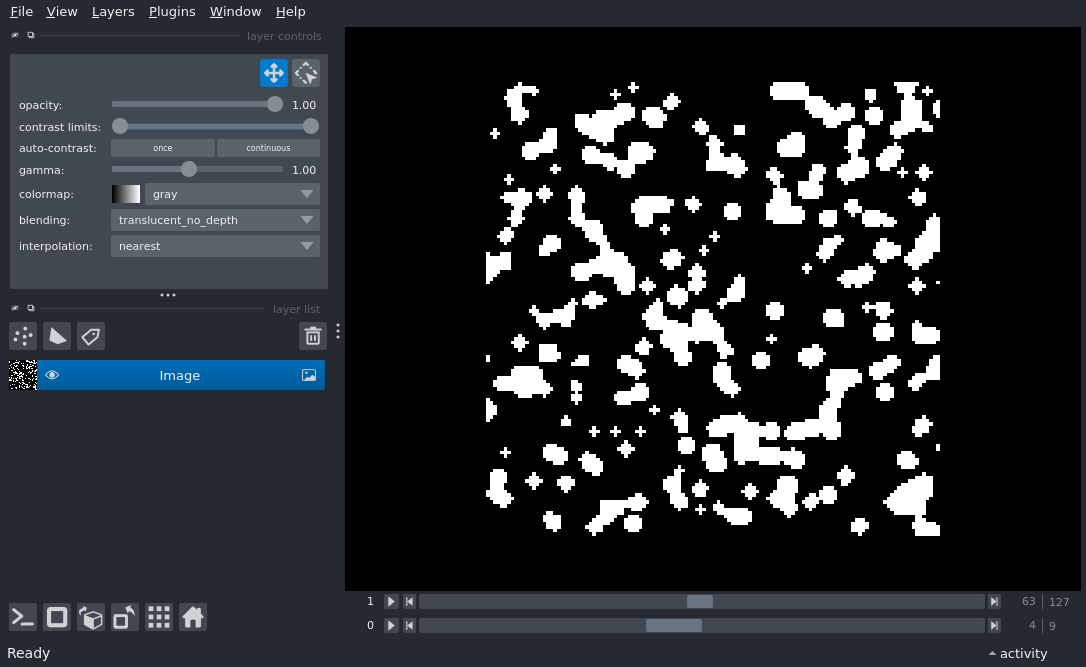 File View Layers Plugins Window Help
layer controls
opacity: 1.00
contrast limits:
auto-contrast: once continuous
gamma: 1.00
colormap: gray
blending: translucent_no_depth
interpolation: nearest
layer list
Image
1 63 127
0 4 9
Ready activity